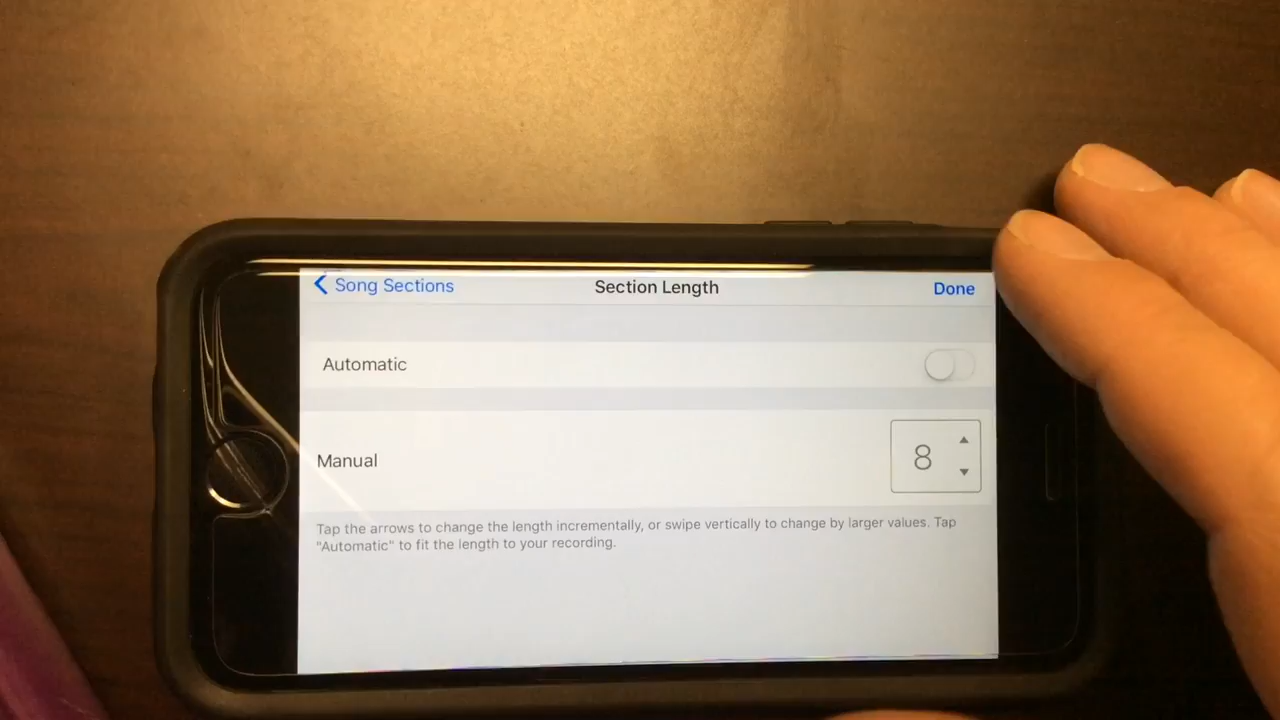 Song Sections
Section Length
Done
Automatic
Manual
8
Tap the arrows to change the length incrementally, or swipe vertically to change by larger values. Tap
"Automatic" to fit the length to your recording.